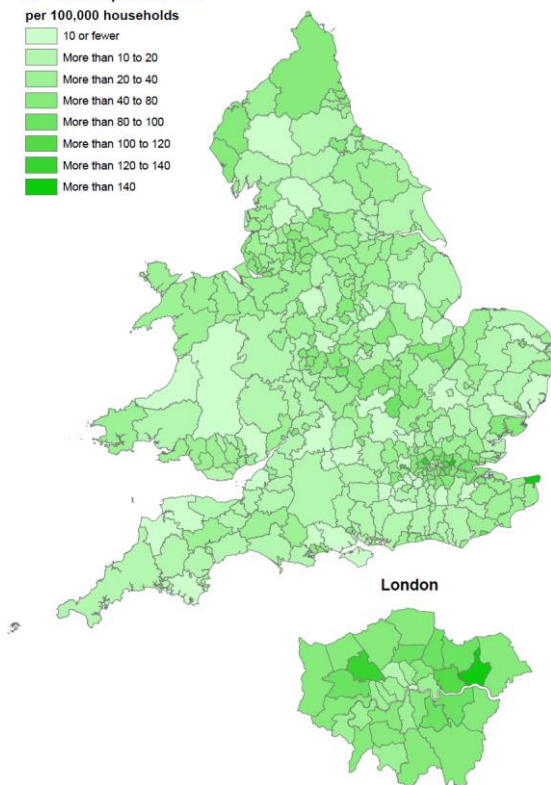 per 100,000 households
10 or fewer
More than 10 to 20
More than 20 to 40
More than 40 to 80
More than 80 to 100
More than 100 to 120
More than 120 to 140
More than 140
London